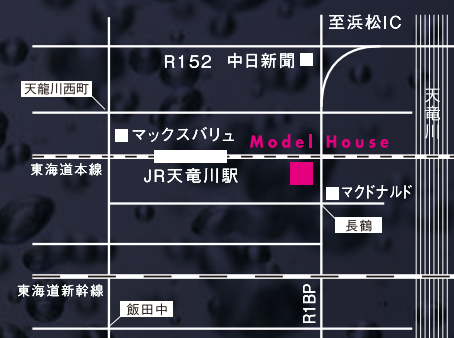 至浜松IC
R152 中日新聞
天龍川西町
天竜川
マックスバリュ
Model House
東海道本線
JR天竜川駅
マクドナルド
長鶴
東海道新幹線
R1BP
飯田中